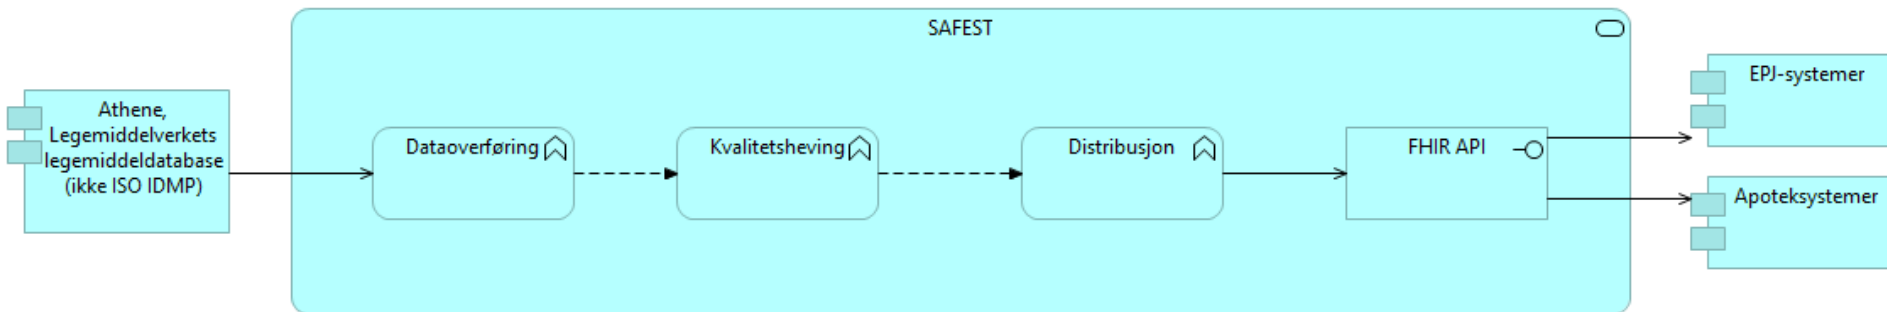 SAFEST
Athene,
Legemiddelverkets
legemiddeldatabase
(ikke ISO IDMP)
Dataoverføring
Kvalitetsheving
Distribusjon
FHIR API
EPJ-systemer
Apoteksystemer